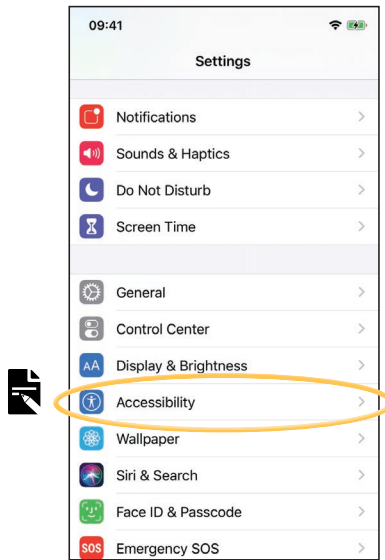 09:41
Settings
Notifications
Sounds & Haptics
Do Not Disturb
Screen Time
General
Control Center
AA Display & Brightness
Accessibility
Wallpaper
Siri & Search
Face ID & Passcode
SOS Emergency SOS